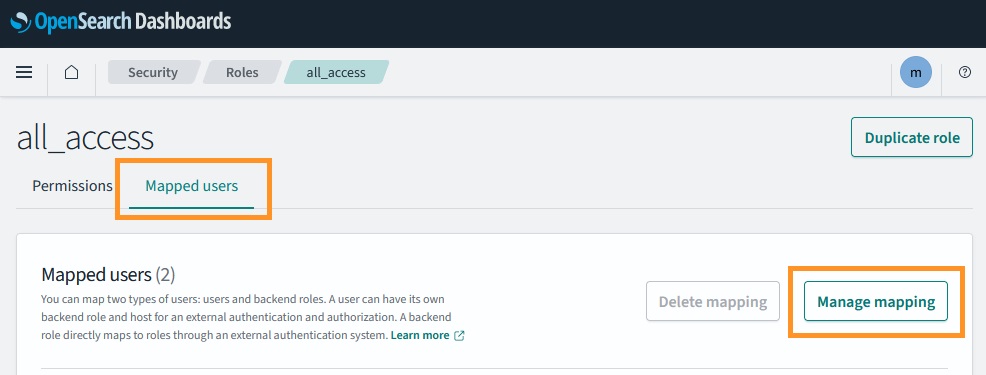 OpenSearch Dashboards
Security Roles all_access m
all_access
Duplicate role
Permissions Mapped users
Mapped users (2)
You can map two types of users: users and backend roles. A user can have its own
backend role and host for an external authentication and authorization. A backend
role directly maps to roles through an external authentication system. Learn more
Delete mapping
Manage mapping